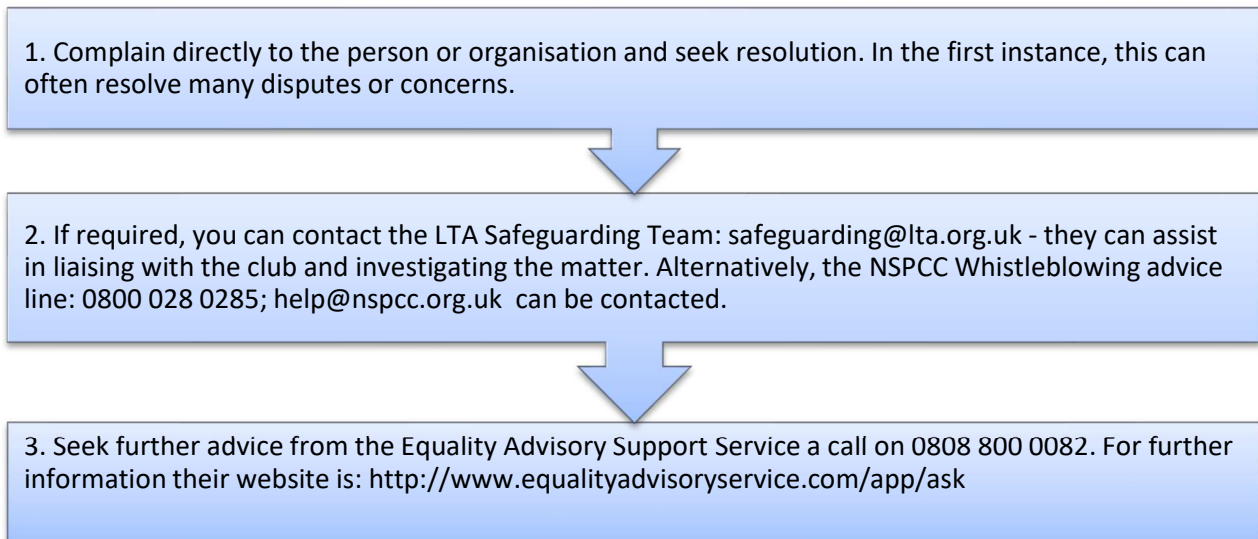 1. Complain directly to the person or organisation and seek resolution. In the first instance, this can
often resolve many disputes or concerns.
2. If required, you can contact the LTA Safeguarding Team: safeguarding@lta.org.uk - they can assist
in liaising with the club and investigating the matter. Alternatively, the NSPCC Whistleblowing advice
line: 0800 028 0285; help@nspcc.org.uk  can be contacted.
3. Seek further advice from the Equality Advisory Support Service a call on 0808 800 0082. For further
information their website is: http://www.equalityadvisoryservice.com/app/ask